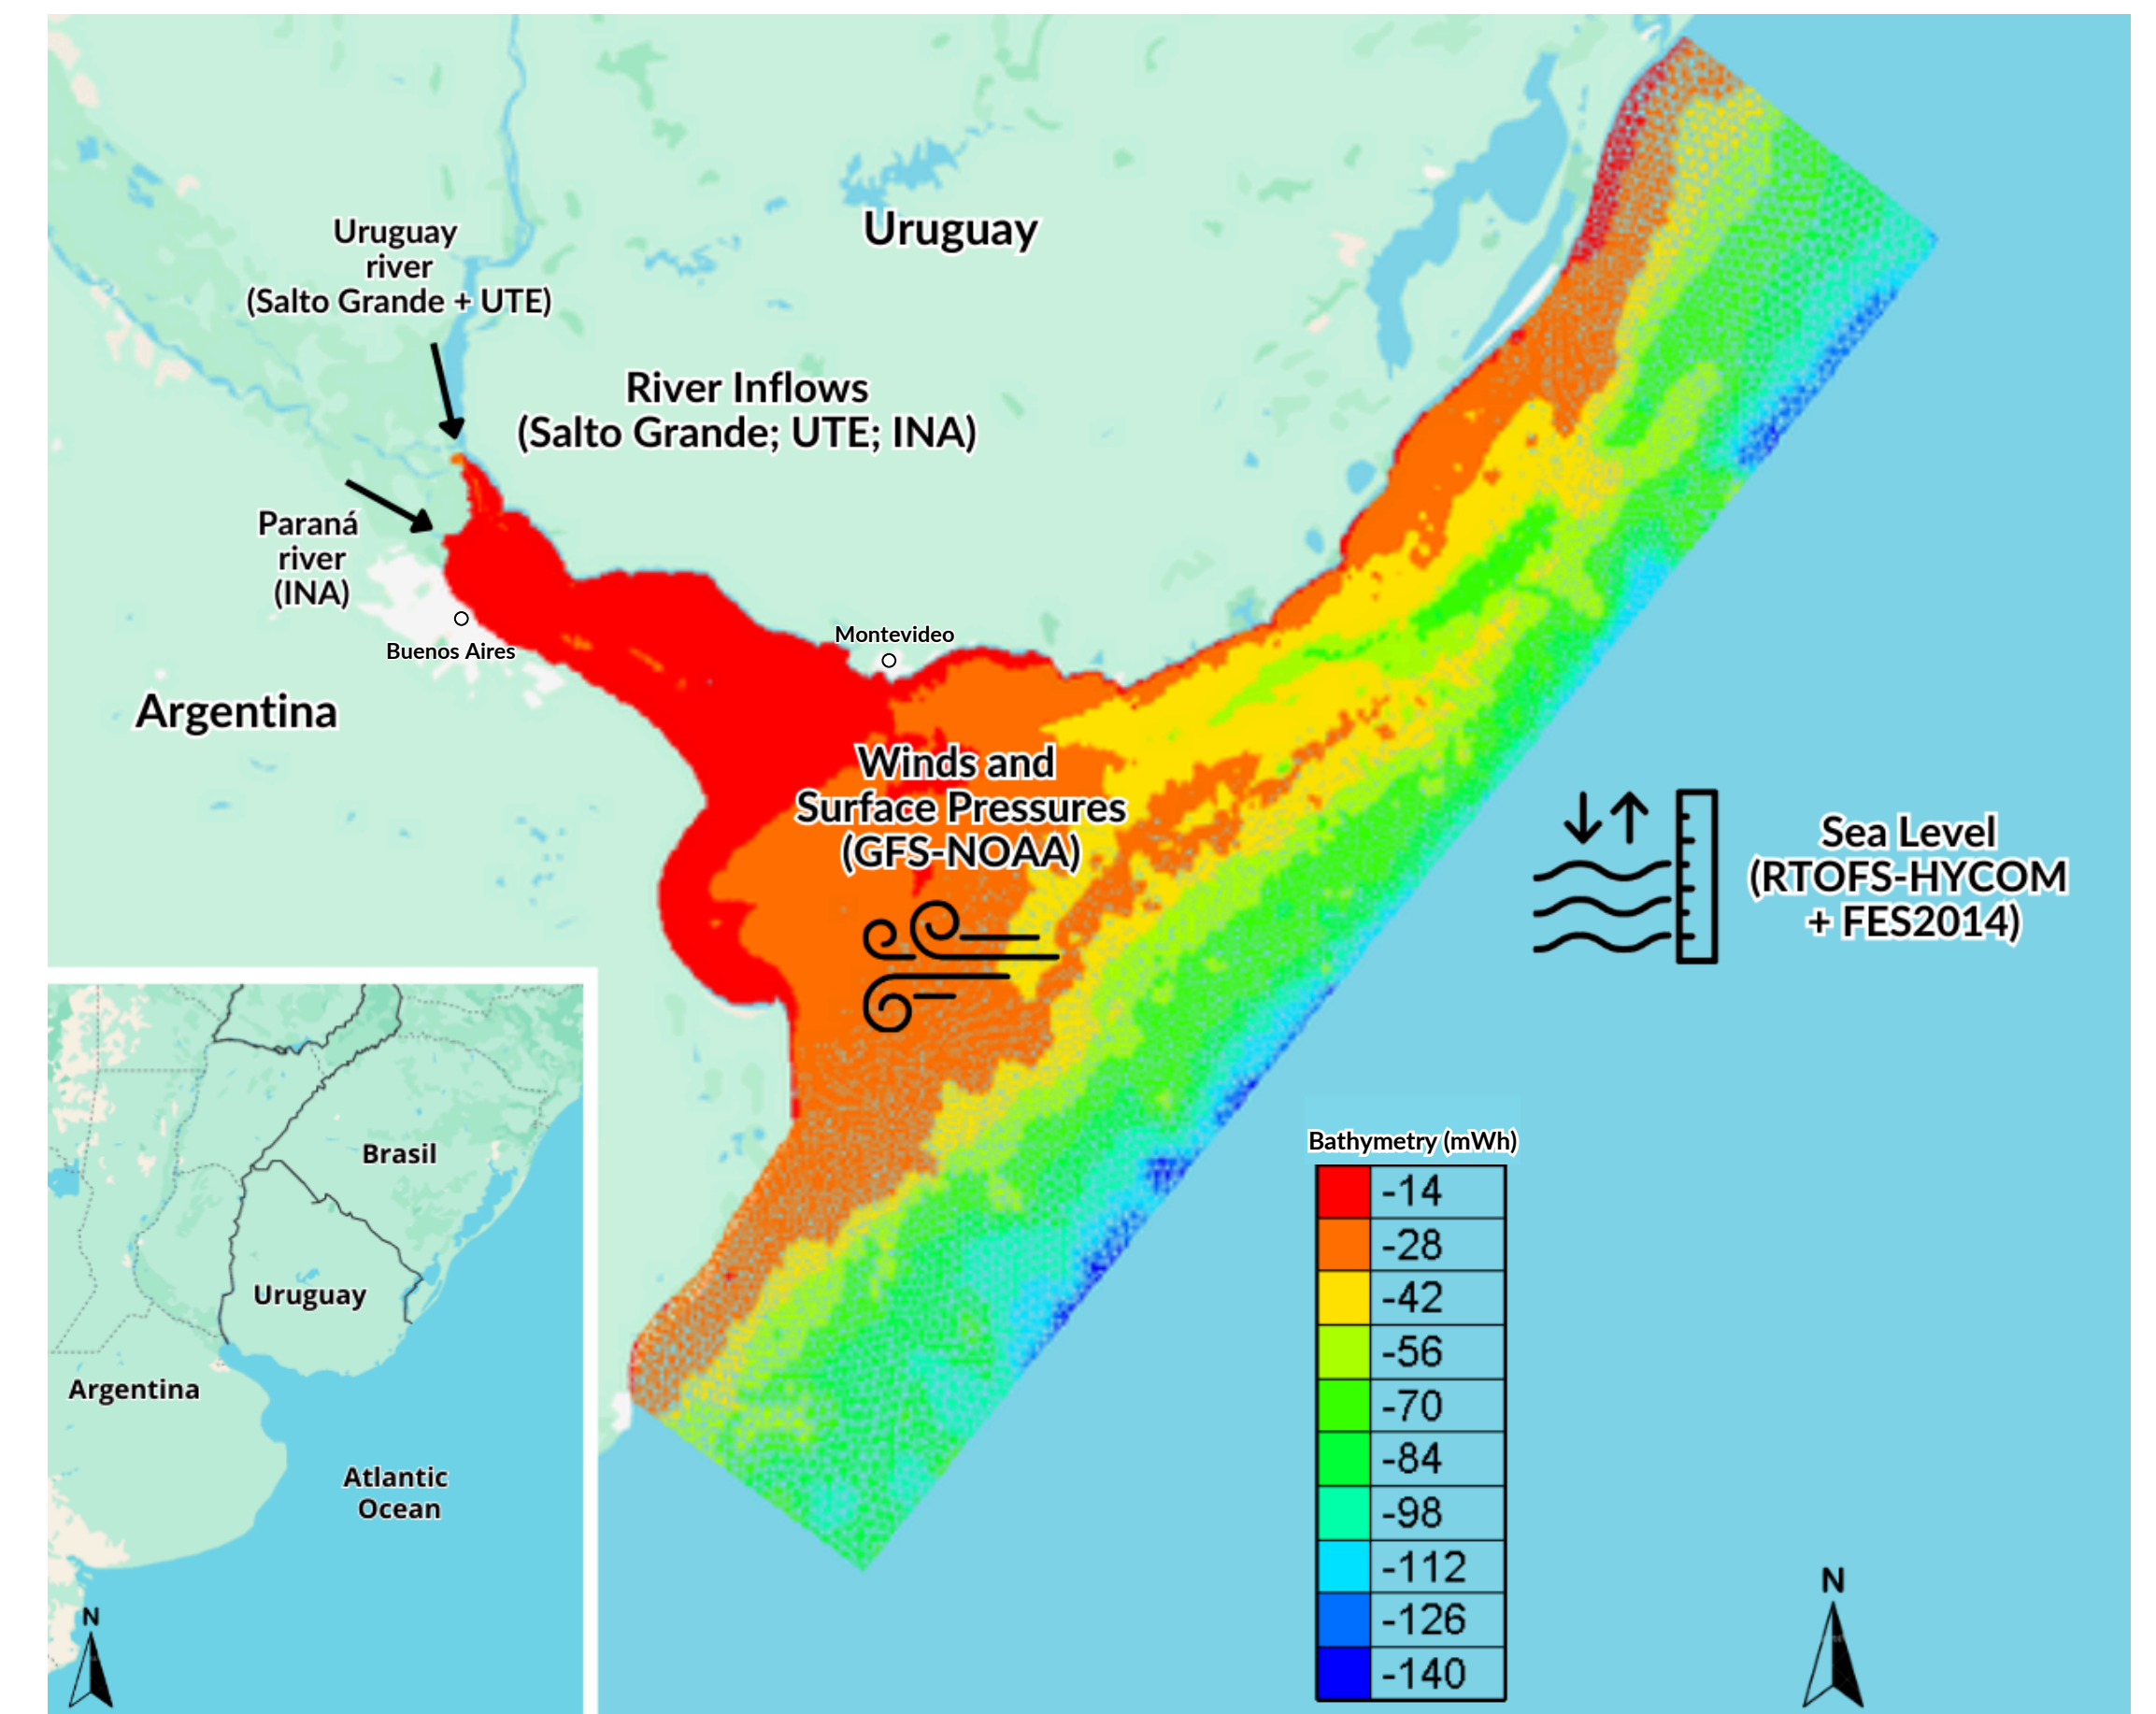 Uruguay
river
(Salto Grande + UTE)
Uruguay
River Inflows
(Salto Grande; UTE; INA)
Paraná
river
(INA)
Buenos Aires
Montevideo
Argentina
Winds and
Surface Pressures
(GFS-NOAA)
Sea Level
(RTOFS-HYCOM
+ FES2014)
Brasil
Uruguay
Argentina
Atlantic
Ocean
N
Bathymetry (mWh)
-14
-28
-42
-56
-70
-84
-98
-112
-126
-140
N